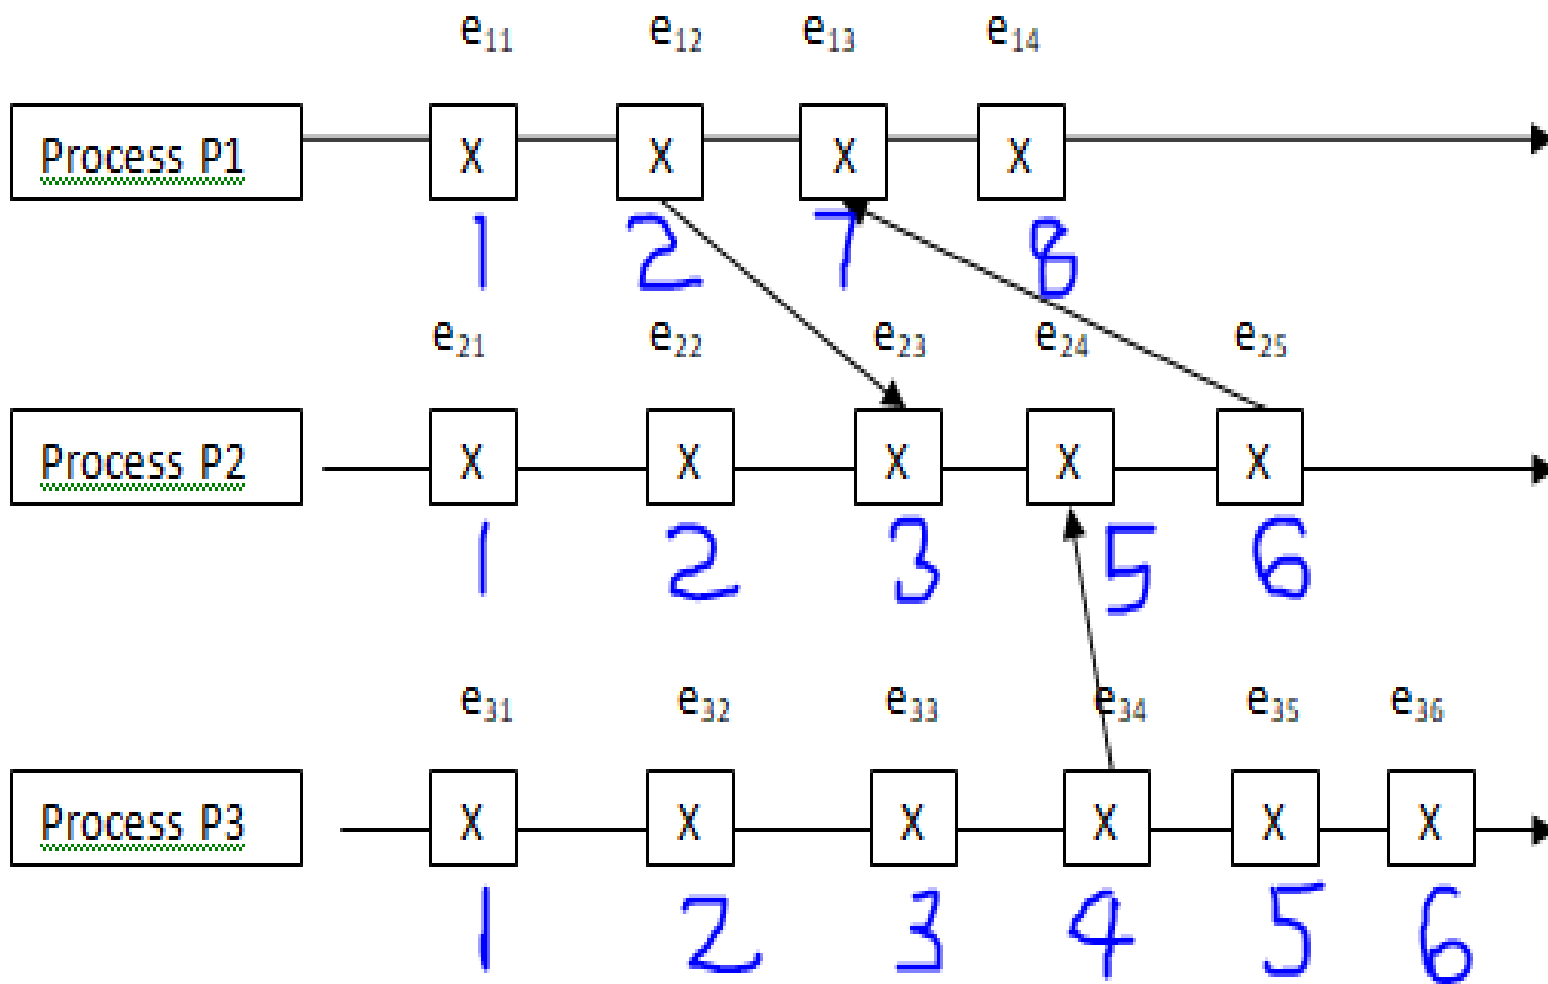 e11 e12 e13 e14
Process P1 X X X X
1 2 7 8
e21 e22 e23 e24 e25
Process P2 X X X X X
1 2 3 5 6
e31 e32 e33 e34 e35 e36
Process P3 X X X X X X
1 2 3 4 5 6